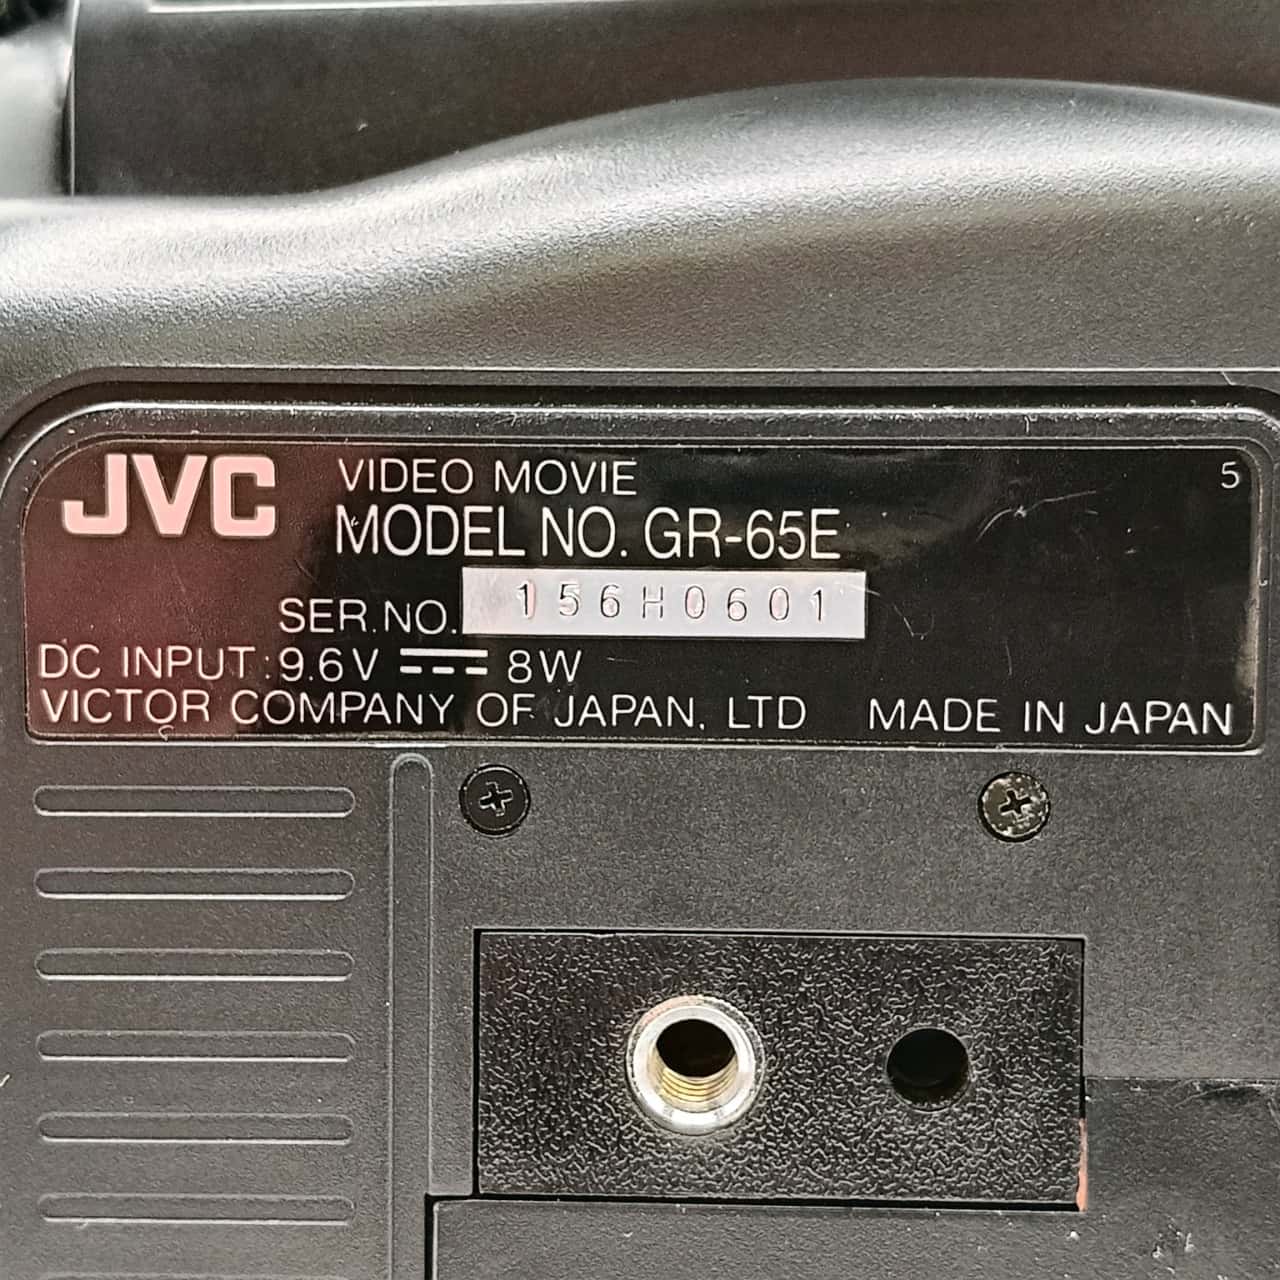 JVC VIDEO MOVIE 5
MODEL NO. GR-65E
SER.NO. 156H0601
DC INPUT: 9.6V ⎓ 8W
VICTOR COMPANY OF JAPAN, LTD MADE IN JAPAN